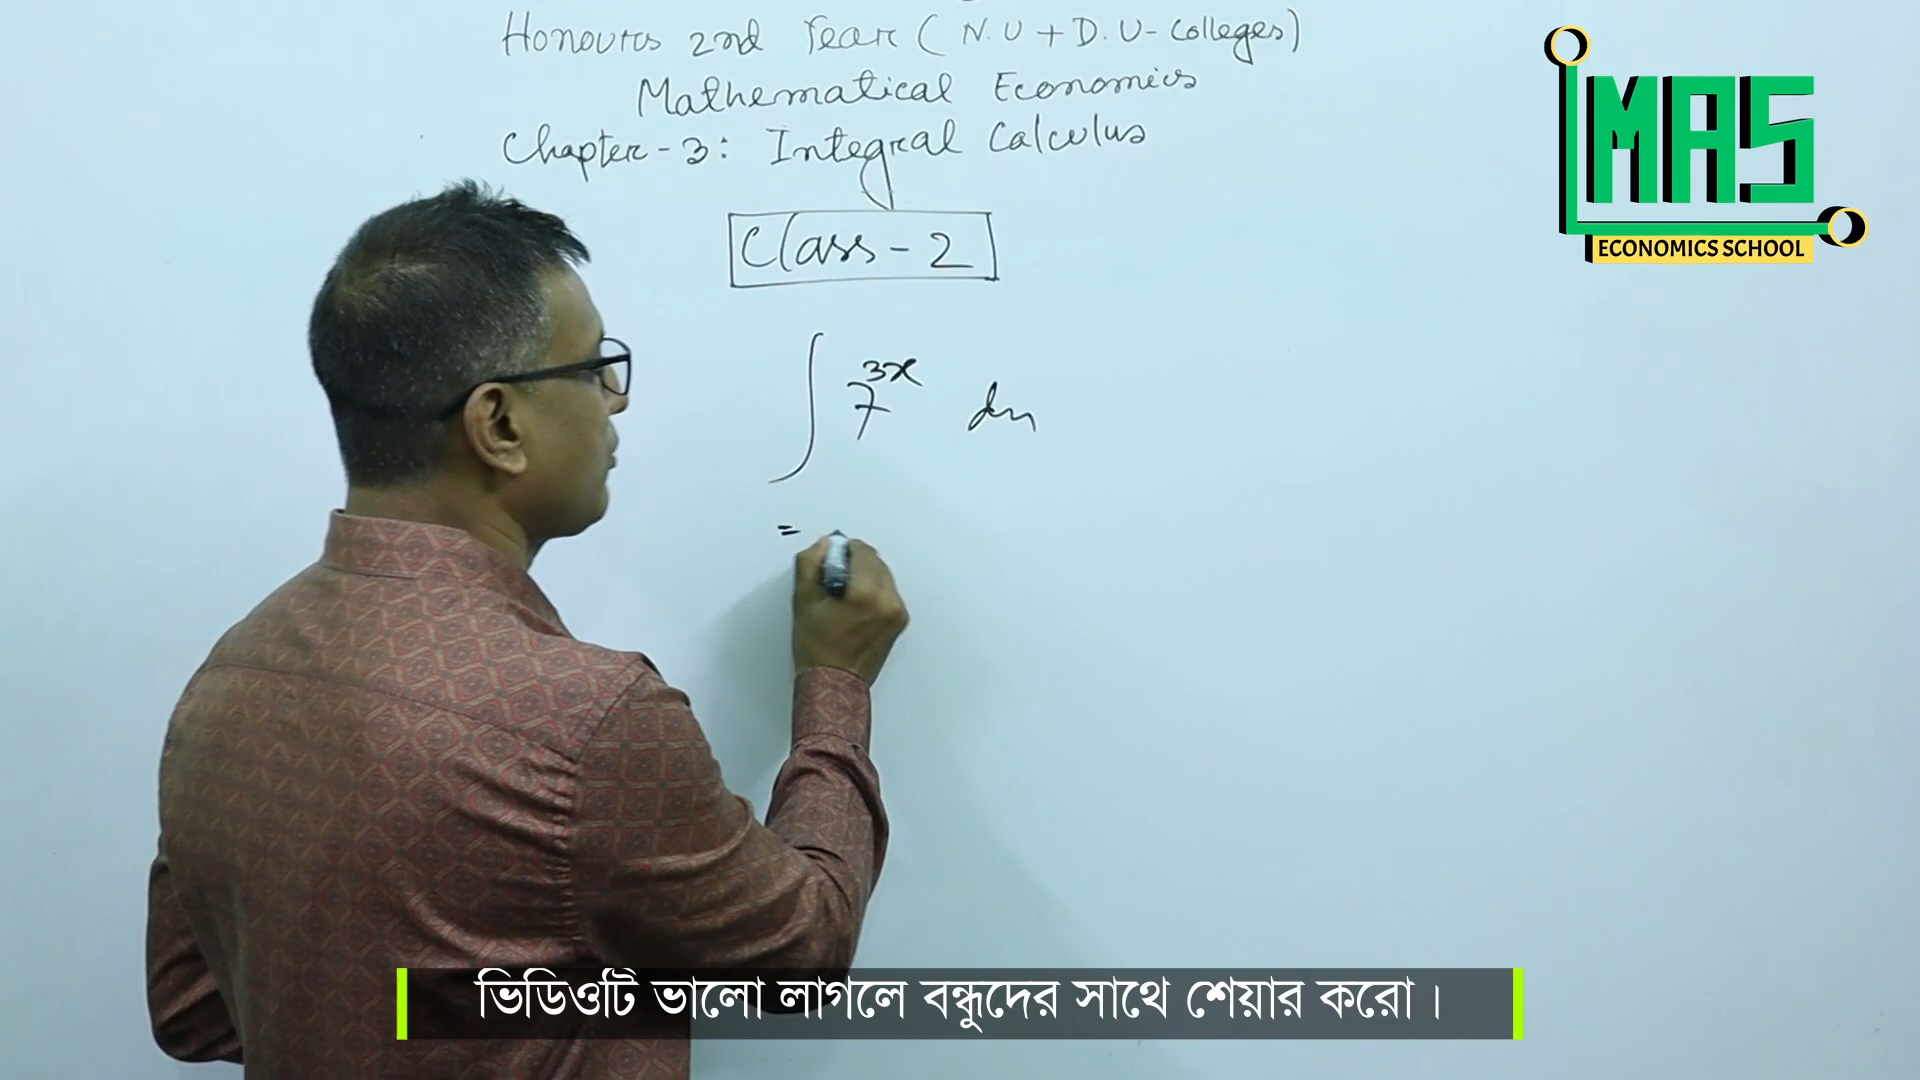 Honours 2nd Year (N.U + D.U - Colleges)
Mathematical Economics
Chapter - 3: Integral Calculus
Class - 2
∫ 7^{3x} dx
=
MAS
ECONOMICS SCHOOL
ভিডিওটি ভালো লাগলে বন্ধুদের সাথে শেয়ার করো।